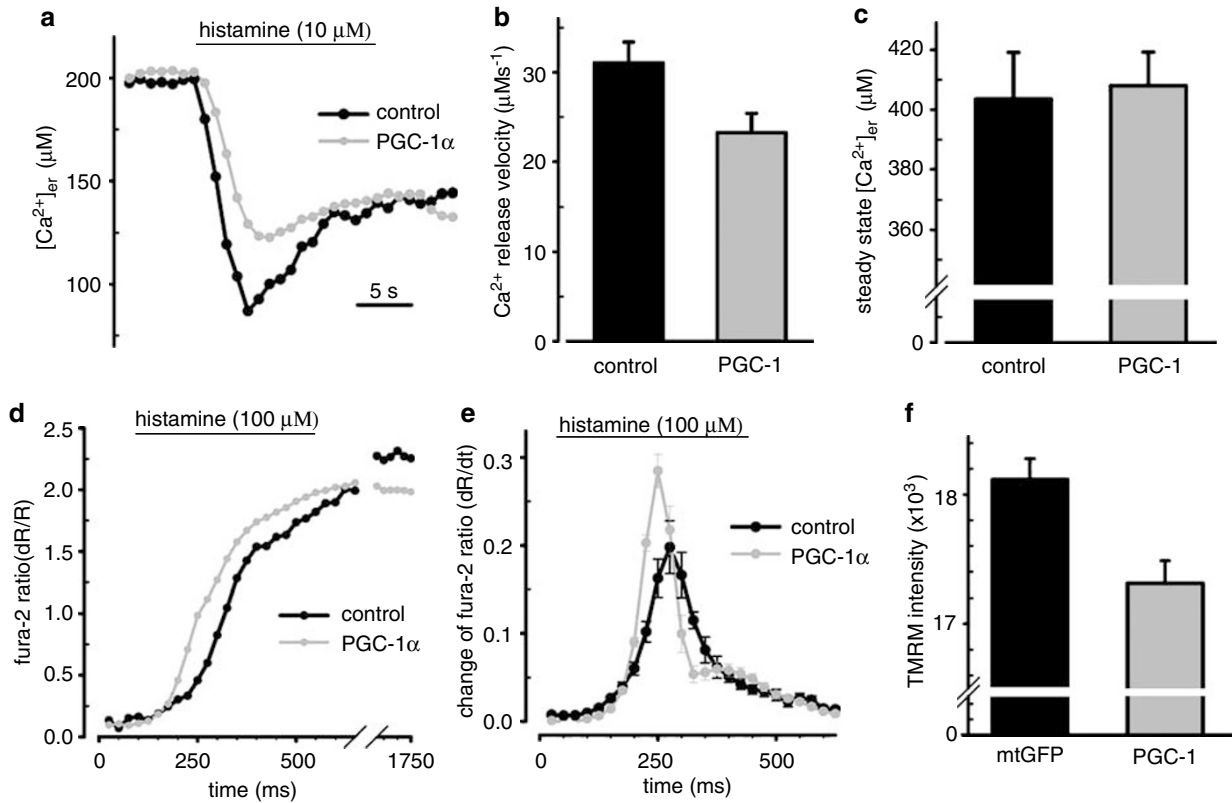 a
histamine (10 μM)
[Ca²⁺]er (μM)
200
150
100
control
PGC-1α
5 s
b
Ca²⁺ release velocity (μMs⁻¹)
30
20
10
0
control
PGC-1
c
steady state [Ca²⁺]er (μM)
420
400
380
360
0
control
PGC-1
d
histamine (100 μM)
fura-2 ratio(dR/R)
2.5
2.0
1.5
1.0
0.5
0.0
control
PGC-1α
0
250
500
1750
time (ms)
e
histamine (100 μM)
change of fura-2 ratio (dR/dt)
0.3
0.2
0.1
0.0
control
PGC-1α
0
250
500
time (ms)
f
TMRM intensity (x10³)
18
17
0
mtGFP
PGC-1